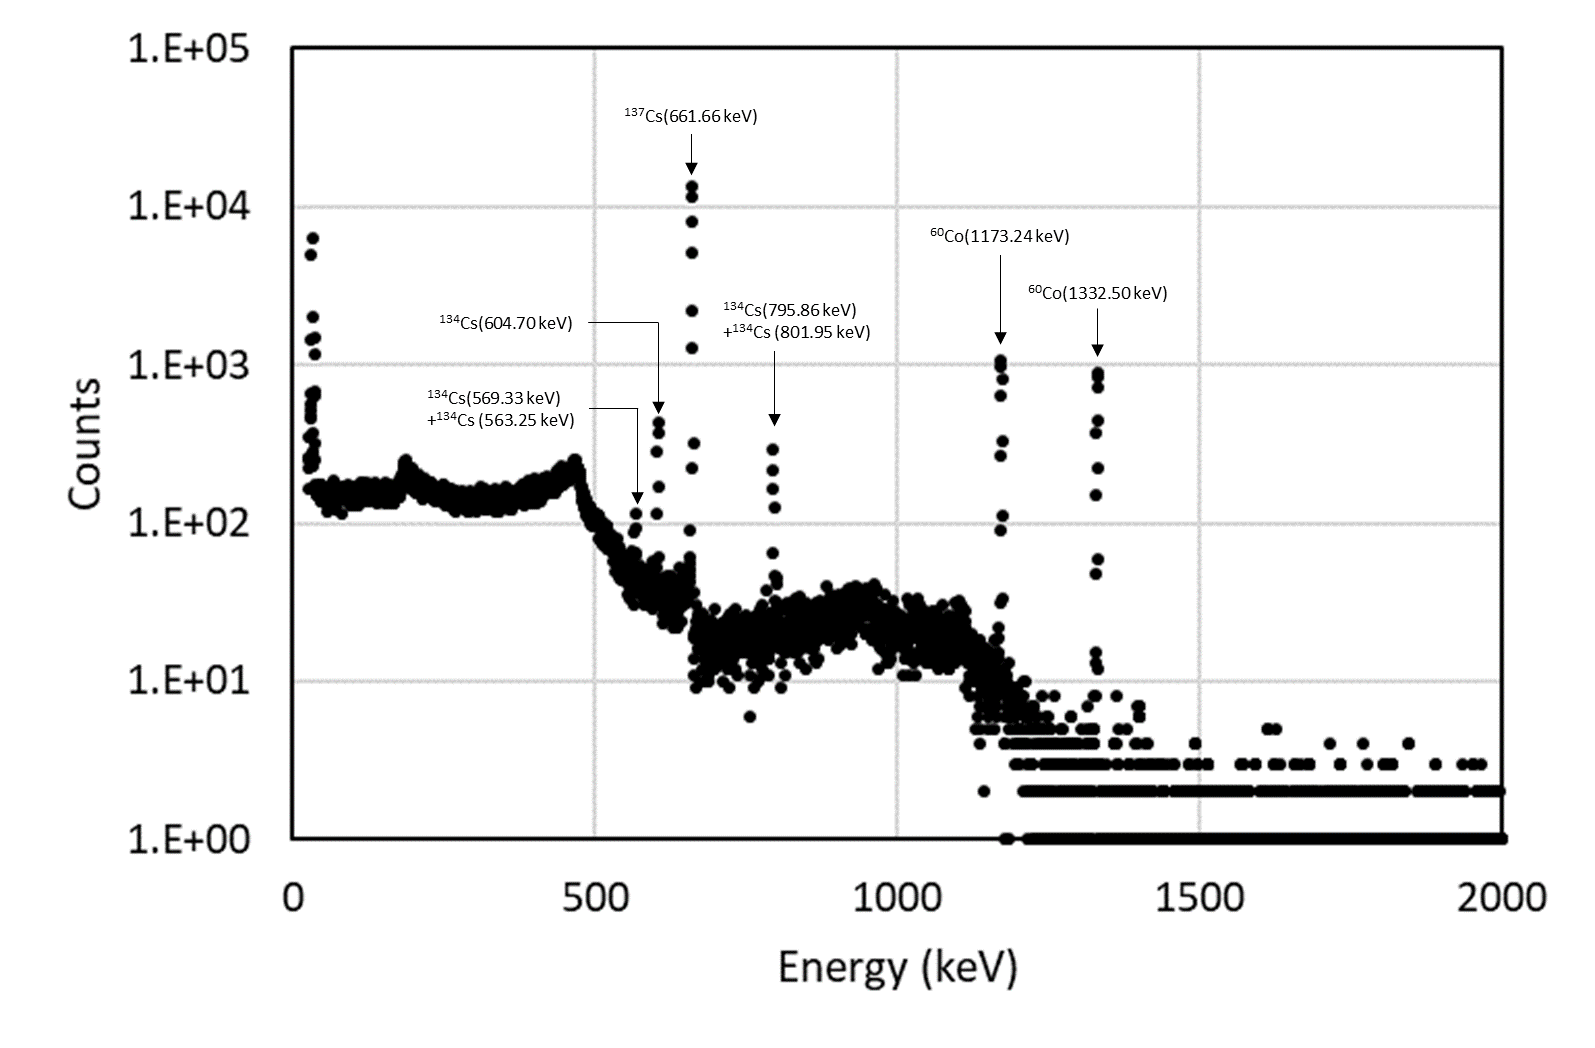 1.E+05
1.E+04
1.E+03
1.E+02
1.E+01
1.E+00
Counts
¹³⁷Cs(661.66 keV)
⁶⁰Co(1173.24 keV)
⁶⁰Co(1332.50 keV)
¹³⁴Cs(795.86 keV)
+¹³⁴Cs (801.95 keV)
¹³⁴Cs(604.70 keV)
¹³⁴Cs(569.33 keV)
+¹³⁴Cs (563.25 keV)
0 500 1000 1500 2000
Energy (keV)